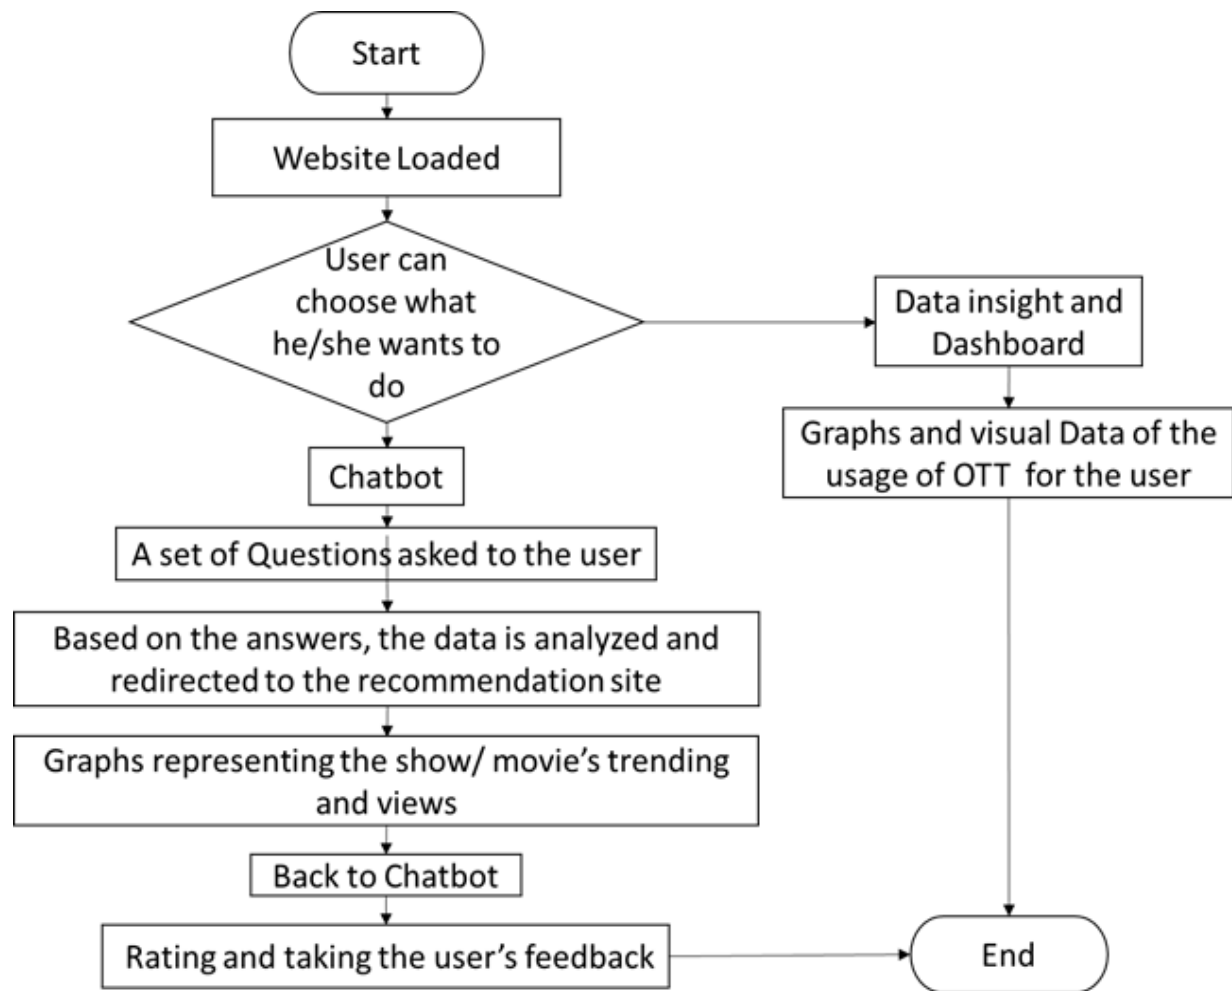 Start
Website Loaded
User can
choose what
he/she wants to
do
Data insight and
Dashboard
Graphs and visual Data of the
usage of OTT for the user
Chatbot
A set of Questions asked to the user
Based on the answers, the data is analyzed and
redirected to the recommendation site
Graphs representing the show/ movie's trending
and views
Back to Chatbot
Rating and taking the user's feedback
End